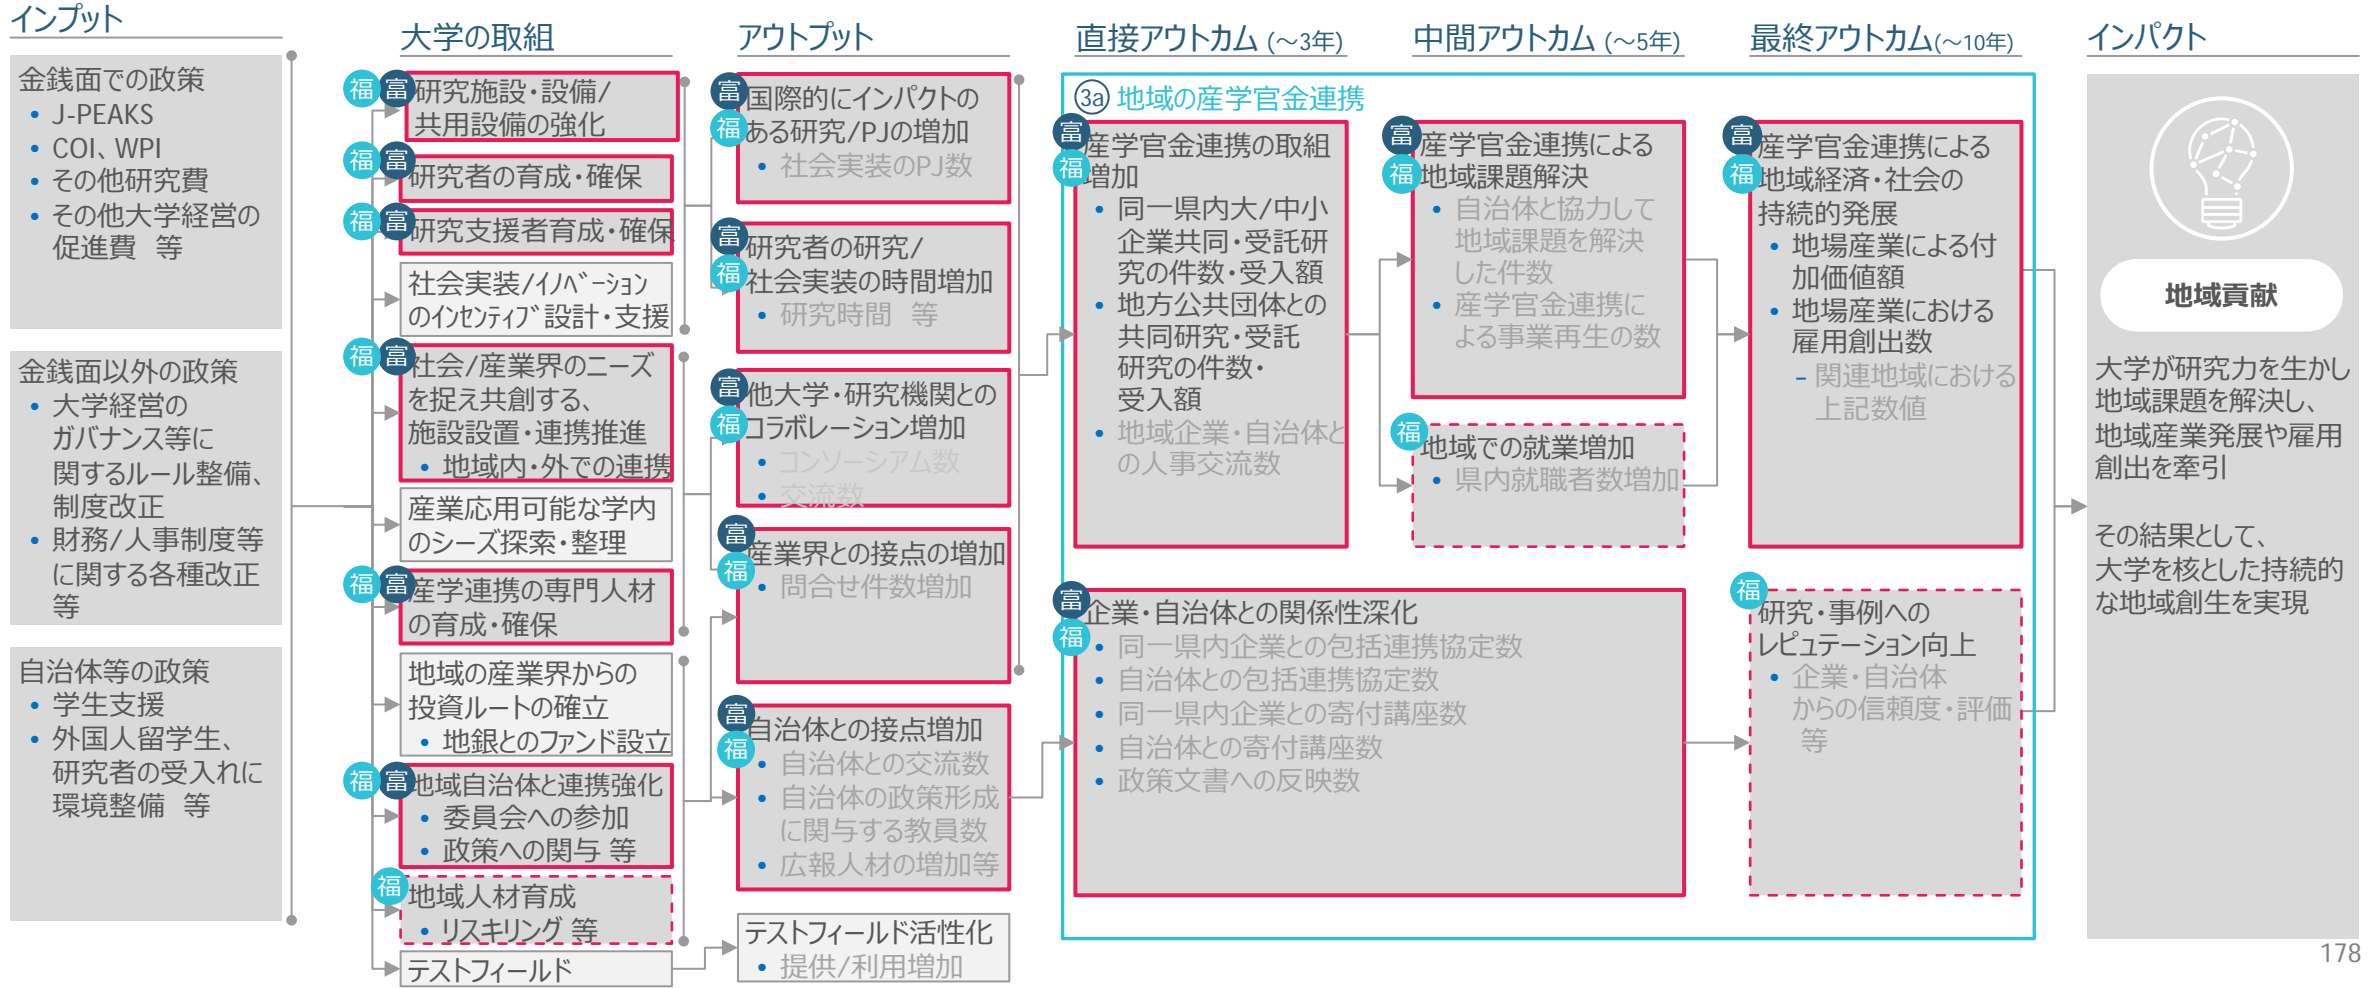 インプット
金銭面での政策
• J-PEAKS
• COI、WPI
• その他研究費
• その他大学経営の
促進費 等
金銭面以外の政策
• 大学経営の
ガバナンス等に
関するルール整備、
制度改正
• 財務/人事制度等
に関する各種改正
等
自治体等の政策
• 学生支援
• 外国人留学生、
研究者の受入れに
環境整備 等
大学の取組
福 富
研究施設・設備/
共用設備の強化
福 富
研究者の育成・確保
福 富
研究支援者育成・確保
社会実装/イノベーション
のインセンティブ設計・支援
福 富
社会/産業界のニーズ
を捉え共創する、
施設設置・連携推進
• 地域内・外での連携
産業応用可能な学内
のシーズ探索・整理
福 富
産学連携の専門人材
の育成・確保
地域の産業界からの
投資ルートの確立
• 地銀とのファンド設立
福 富
地域自治体と連携強化
• 委員会への参加
• 政策への関与 等
福
地域人材育成
• リスキリング 等
テストフィールド
アウトプット
富
福
国際的にインパクトの
ある研究/PJの増加
• 社会実装のPJ数
富
福
研究者の研究/
社会実装の時間増加
• 研究時間 等
富
福
他大学・研究機関との
コラボレーション増加
• コンソーシアム数
• 交流数
富
福
産業界との接点の増加
• 問合せ件数増加
富
福
自治体との接点増加
• 自治体との交流数
• 自治体の政策形成
に関与する教員数
• 広報人材の増加等
テストフィールド活性化
• 提供/利用増加
直接アウトカム (～3年)
3a 地域の産学官金連携
富
福
産学官金連携の取組
増加
• 同一県内大/中小
企業共同・受託研
究の件数・受入額
• 地方公共団体との
共同研究・受託
研究の件数・
受入額
• 地域企業・自治体と
の人事交流数
富
福
企業・自治体との関係性深化
• 同一県内企業との包括連携協定数
• 自治体との包括連携協定数
• 同一県内企業との寄付講座数
• 自治体との寄付講座数
• 政策文書への反映数
中間アウトカム (～5年)
富
福
産学官金連携による
地域課題解決
• 自治体と協力して
地域課題を解決
した件数
• 産学官金連携に
よる事業再生の数
福
地域での就業増加
• 県内就職者数増加
最終アウトカム(～10年)
富
福
産学官金連携による
地域経済・社会の
持続的発展
• 地場産業による付
加価値額
• 地場産業における
雇用創出数
– 関連地域における
上記数値
福
研究・事例への
レピュテーション向上
• 企業・自治体
からの信頼度・評価
等
インパクト
地域貢献
大学が研究力を生かし
地域課題を解決し、
地域産業発展や雇用
創出を牽引
その結果として、
大学を核とした持続的
な地域創生を実現
178